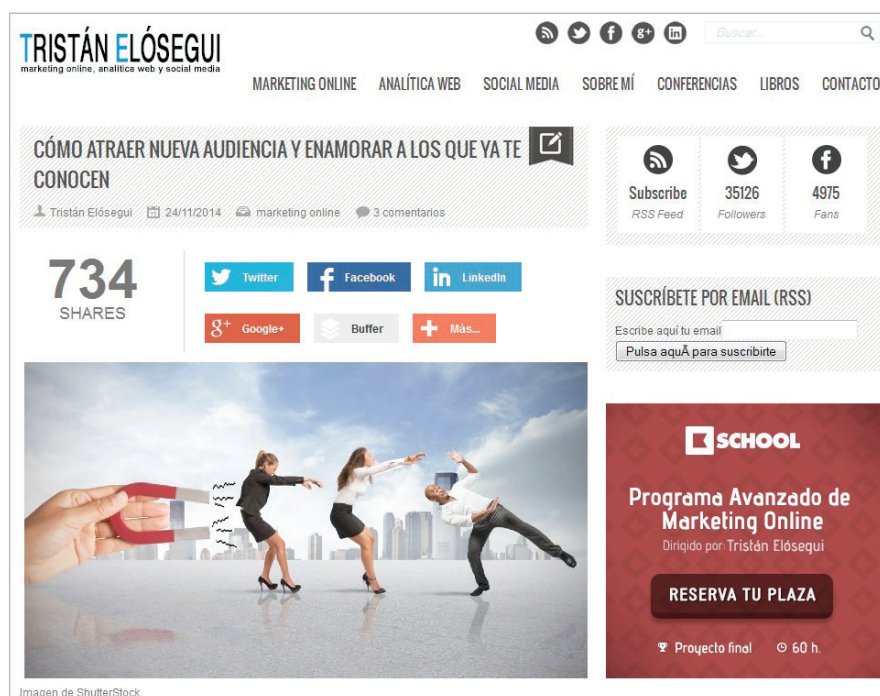 TRISTÁN ELÓSEGUI
marketing online, analítica web y social media
Buscar...
MARKETING ONLINE ANALÍTICA WEB SOCIAL MEDIA SOBRE MÍ CONFERENCIAS LIBROS CONTACTO
CÓMO ATRAER NUEVA AUDIENCIA Y ENAMORAR A LOS QUE YA TE
CONOCEN
Tristán Elósegui 24/11/2014 marketing online 3 comentarios
734
SHARES
Twitter Facebook LinkedIn
Google+ Buffer Más...
Imagen de ShutterStock
Subscribe 35126 4975
RSS Feed Followers Fans
SUSCRÍBETE POR EMAIL (RSS)
Escribe aquí tu email
Pulsa aquÃ para suscribirte
K SCHOOL
Programa Avanzado de
Marketing Online
Dirigido por: Tristán Elósegui
RESERVA TU PLAZA
Proyecto final 60 h.